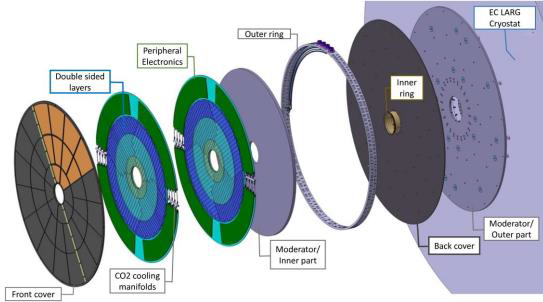 EC LARG
Cryostat
Outer ring
Peripheral
Electronics
Double sided
layers
Inner
ring
Moderator/
Outer part
Back cover
Moderator/
Inner part
CO2 cooling
manifolds
Front cover